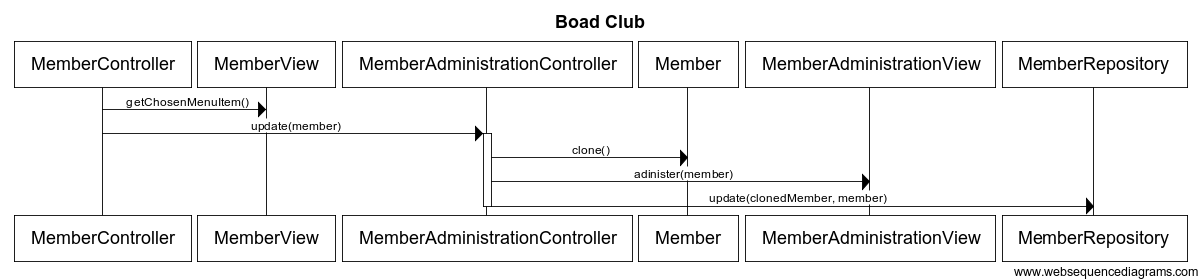 Boad Club
MemberController MemberView MemberAdministrationController Member MemberAdministrationView MemberRepository
getChosenMenuItem()
update(member)
clone()
adinister(member)
update(clonedMember, member)
MemberController MemberView MemberAdministrationController Member MemberAdministrationView MemberRepository
www.websequencediagrams.com